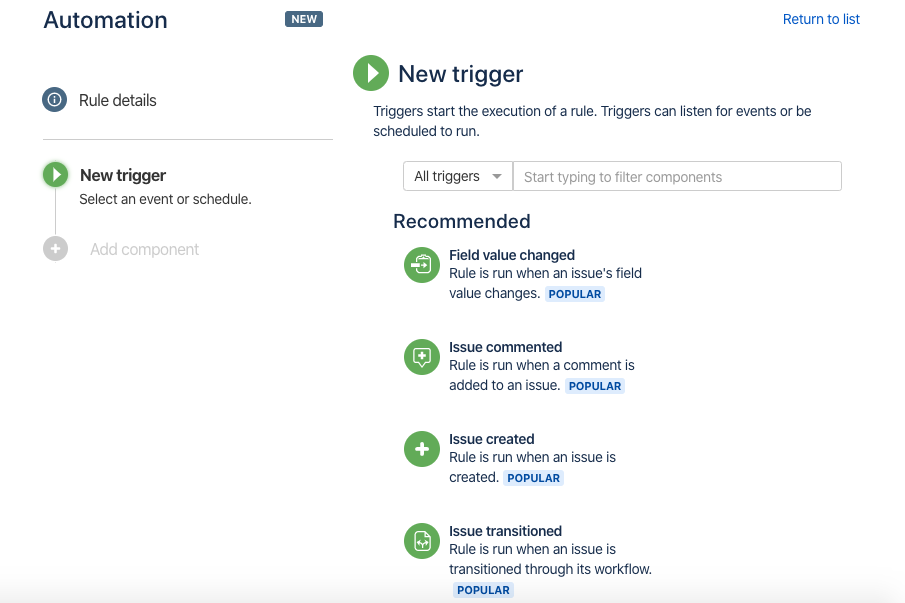 Automation
NEW
Return to list
Rule details
New trigger
Select an event or schedule.
Add component
New trigger
Triggers start the execution of a rule. Triggers can listen for events or be
scheduled to run.
All triggers
Start typing to filter components
Recommended
Field value changed
Rule is run when an issue's field
value changes. POPULAR
Issue commented
Rule is run when a comment is
added to an issue. POPULAR
Issue created
Rule is run when an issue is
created. POPULAR
Issue transitioned
Rule is run when an issue is
transitioned through its workflow.
POPULAR